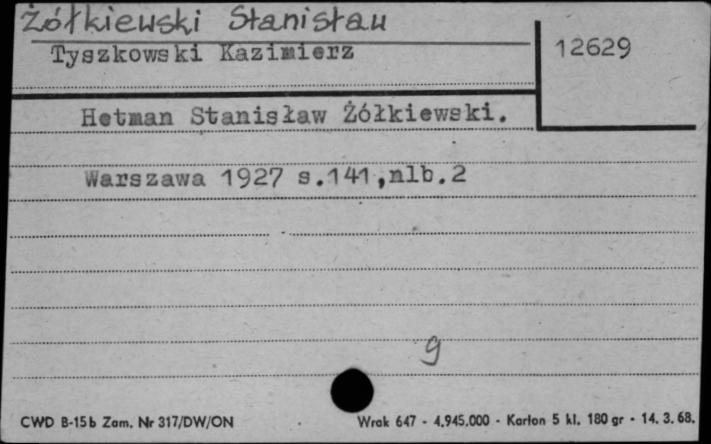 Żółkiewski Stanisław
Tyszkowski Kazimierz
12629
Hetman Stanisław Żółkiewski.
Warszawa 1927 s.141,nlb.2
9
CWD B-15b Zam. Nr 317/DW/ON
Wrak 647 - 4.945.000 - Karton 5 kl. 180 gr - 14. 3. 68.